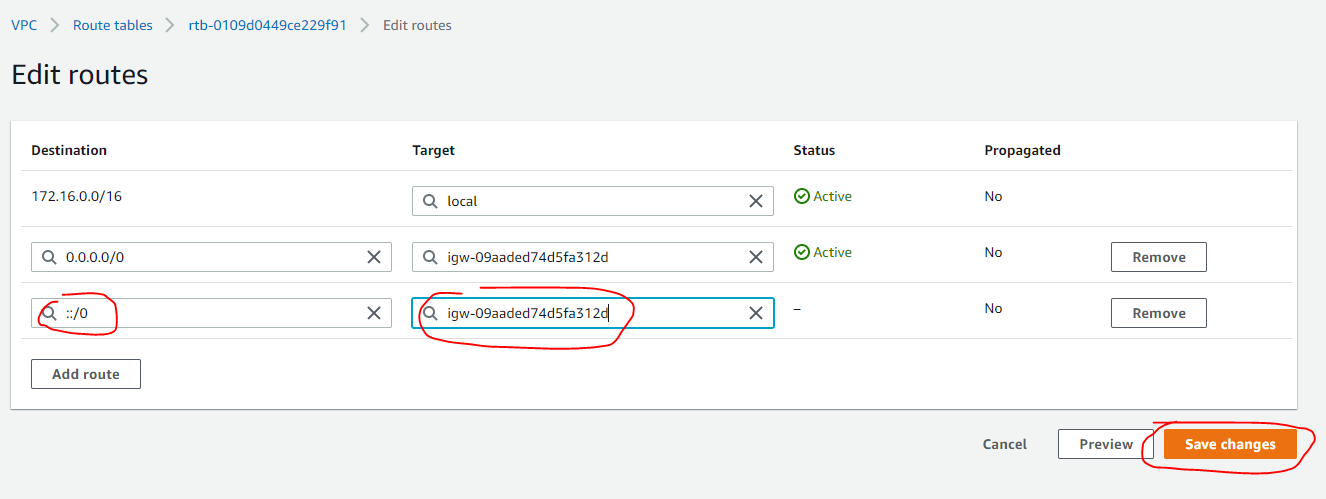 VPC > Route tables > rtb-0109d0449ce229f91 > Edit routes
Edit routes
Destination Target Status Propagated
172.16.0.0/16 local Active No
0.0.0.0/0 igw-09aaded74d5fa312d Active No Remove
::/0 igw-09aaded74d5fa312d – No Remove
Add route
Cancel Preview Save changes